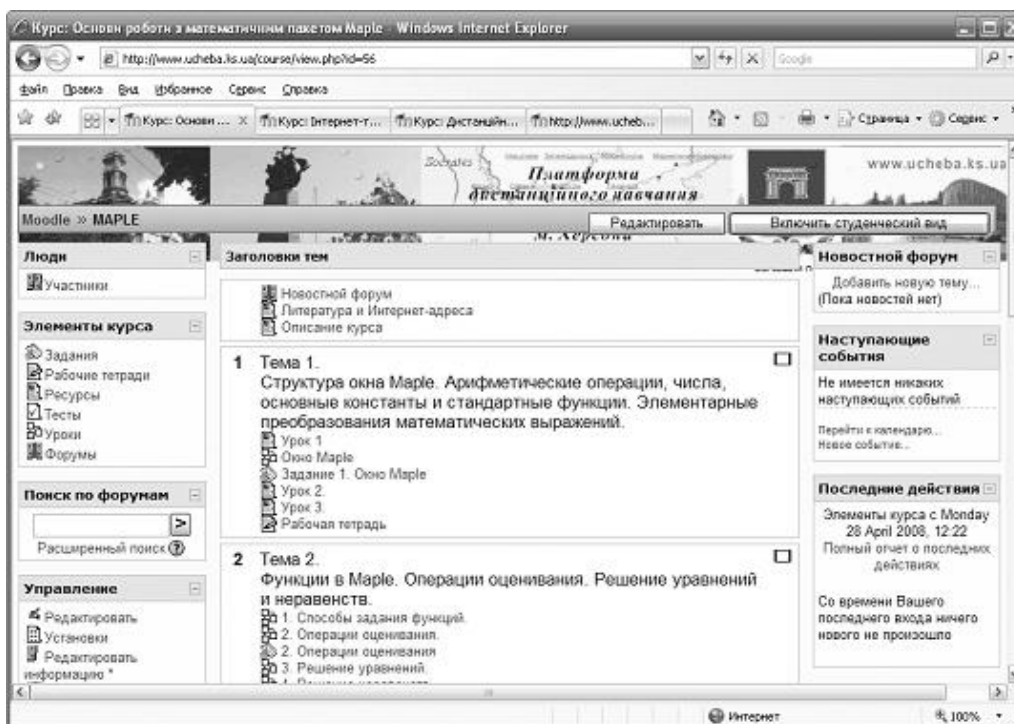 Курс: Основи роботи з математичним пакетом Maple - Windows Internet Explorer
http://www.ucheba.ks.ua/course/view.php?id=56
Google
Файл Правка Вид Избранное Сервис Справка
Курс: Основи ...
Курс: Інтернет-т...
Курс: Дистанційн...
http://www.ucheb...
Страница
Сервис
Socrates
www.ucheba.ks.ua
Платформа
дистанційного навчання
м. Херсона
Moodle » MAPLE
Редактировать
Включить студенческий вид
Люди
Участники
Элементы курса
Задания
Рабочие тетради
Ресурсы
Тесты
Уроки
Форумы
Поиск по форумам
>
Расширенный поиск
Управление
Редактировать
Установки
Редактировать
информацию *
Заголовки тем
Новостной форум
Литература и Интернет-адреса
Описание курса
1 Тема 1.
Структура окна Maple. Арифметические операции, числа,
основные константы и стандартные функции. Элементарные
преобразования математических выражений.
Урок 1
Окно Maple
Задание 1. Окно Maple
Урок 2.
Урок 3.
Рабочая тетрадь
2 Тема 2.
Функции в Maple. Операции оценивания. Решение уравнений
и неравенств.
1. Способы задания функций.
2. Операции оценивания.
2. Операции оценивания
3. Решение уравнений.
Новостной форум
Добавить новую тему...
(Пока новостей нет)
Наступающие
события
Не имеется никаких
наступающих событий
Перейти к календарю...
Новое событие...
Последние действия
Элементы курса с Monday
28 April 2008, 12:22
Полный отчет о последних
действиях
Со времени Вашего
последнего входа ничего
нового не произошло
Интернет
100%